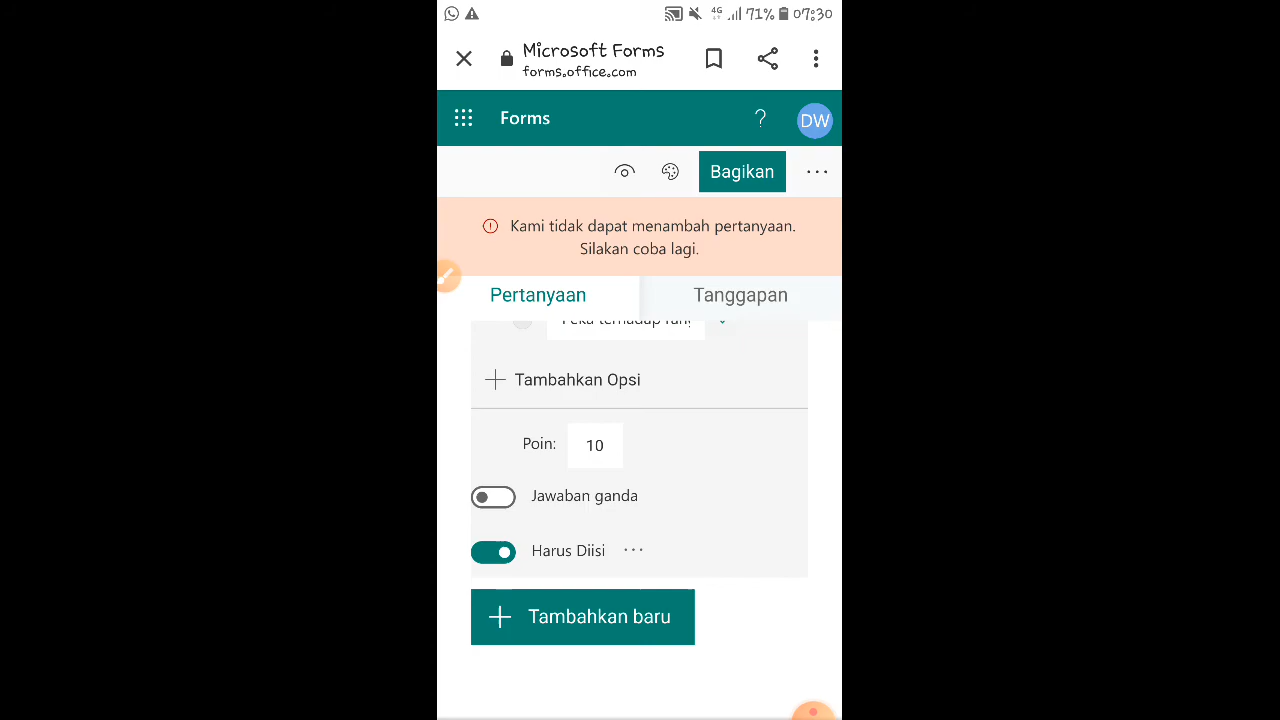 4G 71% 07:30
Microsoft Forms
forms.office.com
Forms
?
DW
Bagikan
Kami tidak dapat menambah pertanyaan.
Silakan coba lagi.
Pertanyaan Tanggapan
Tambahkan Opsi
Poin: 10
Jawaban ganda
Harus Diisi
Tambahkan baru